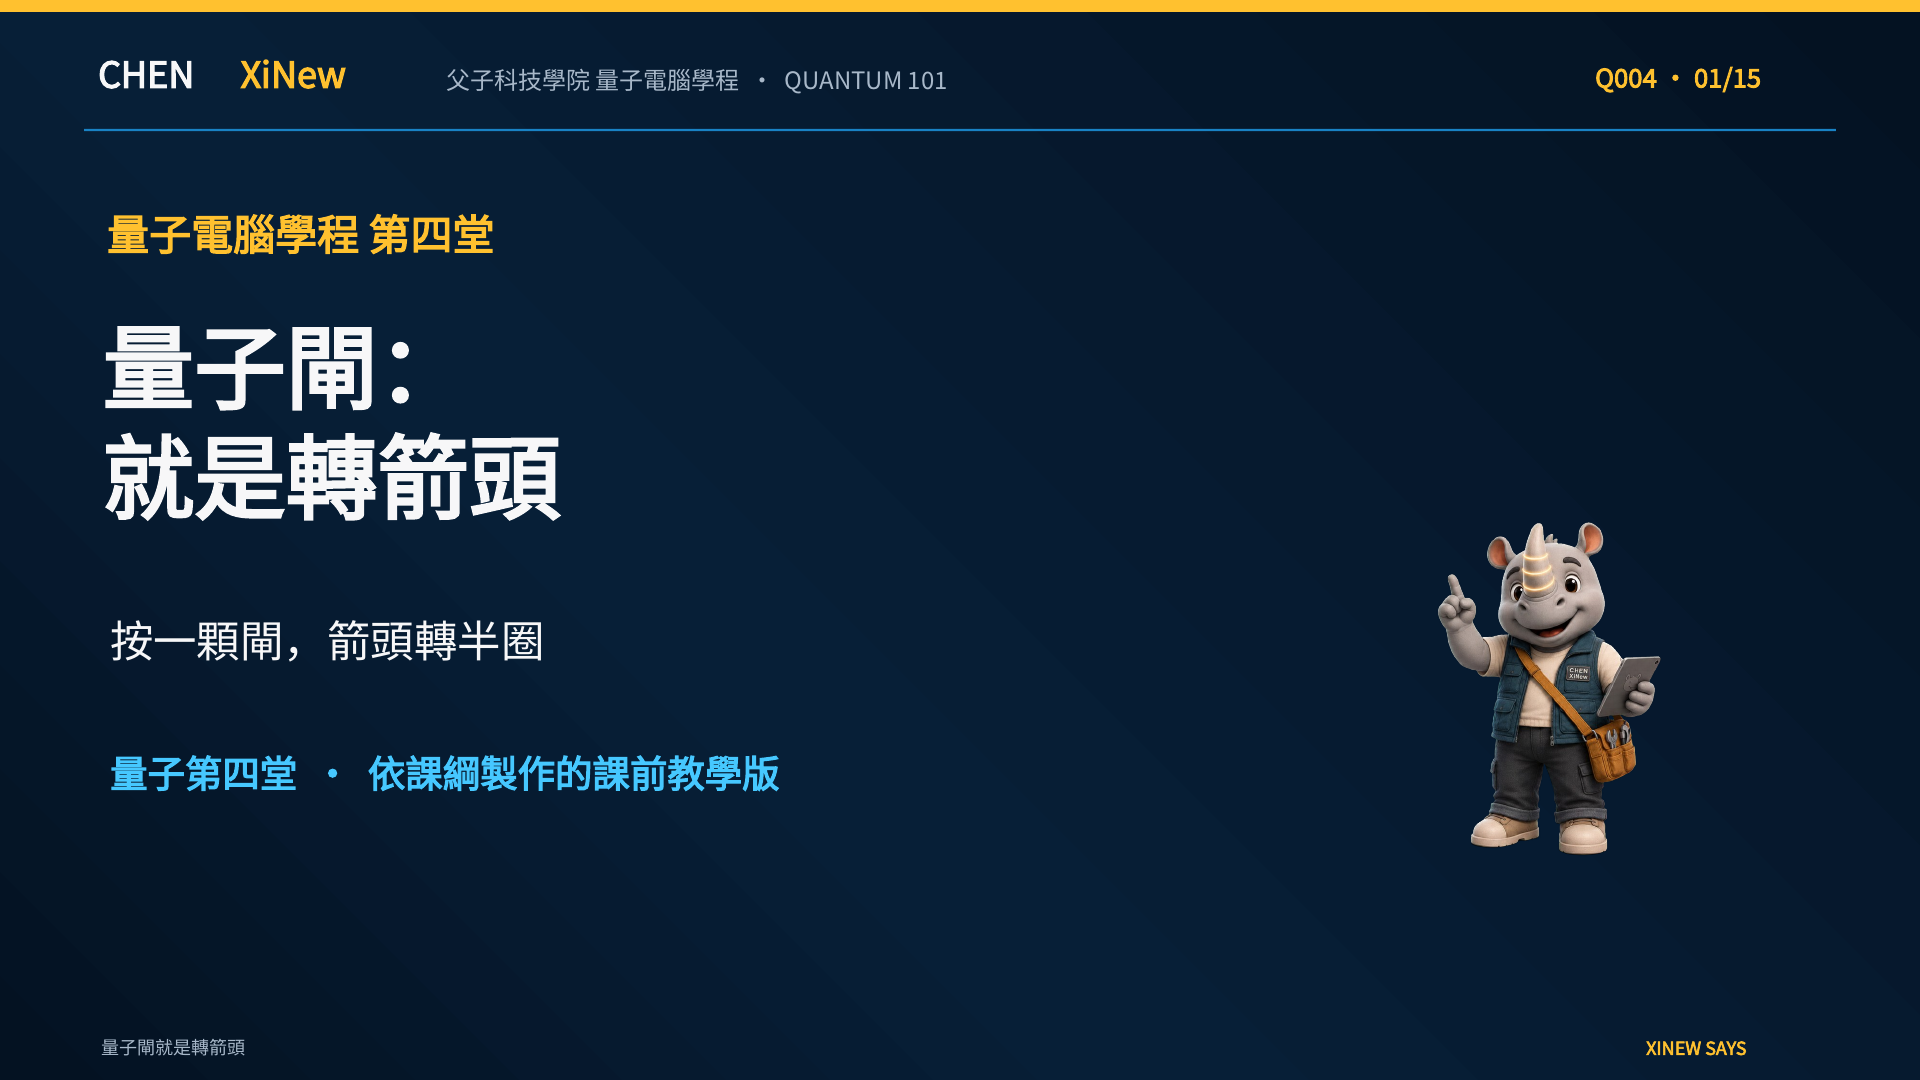 CHEN XiNew 父子科技學院 量子電腦學程 • QUANTUM 101 Q004 • 01/15
量子電腦學程 第四堂
量子閘：
就是轉箭頭
按一顆閘，箭頭轉半圈
CHEN
XiNew
量子第四堂 • 依課綱製作的課前教學版
量子閘就是轉箭頭 XINEW SAYS